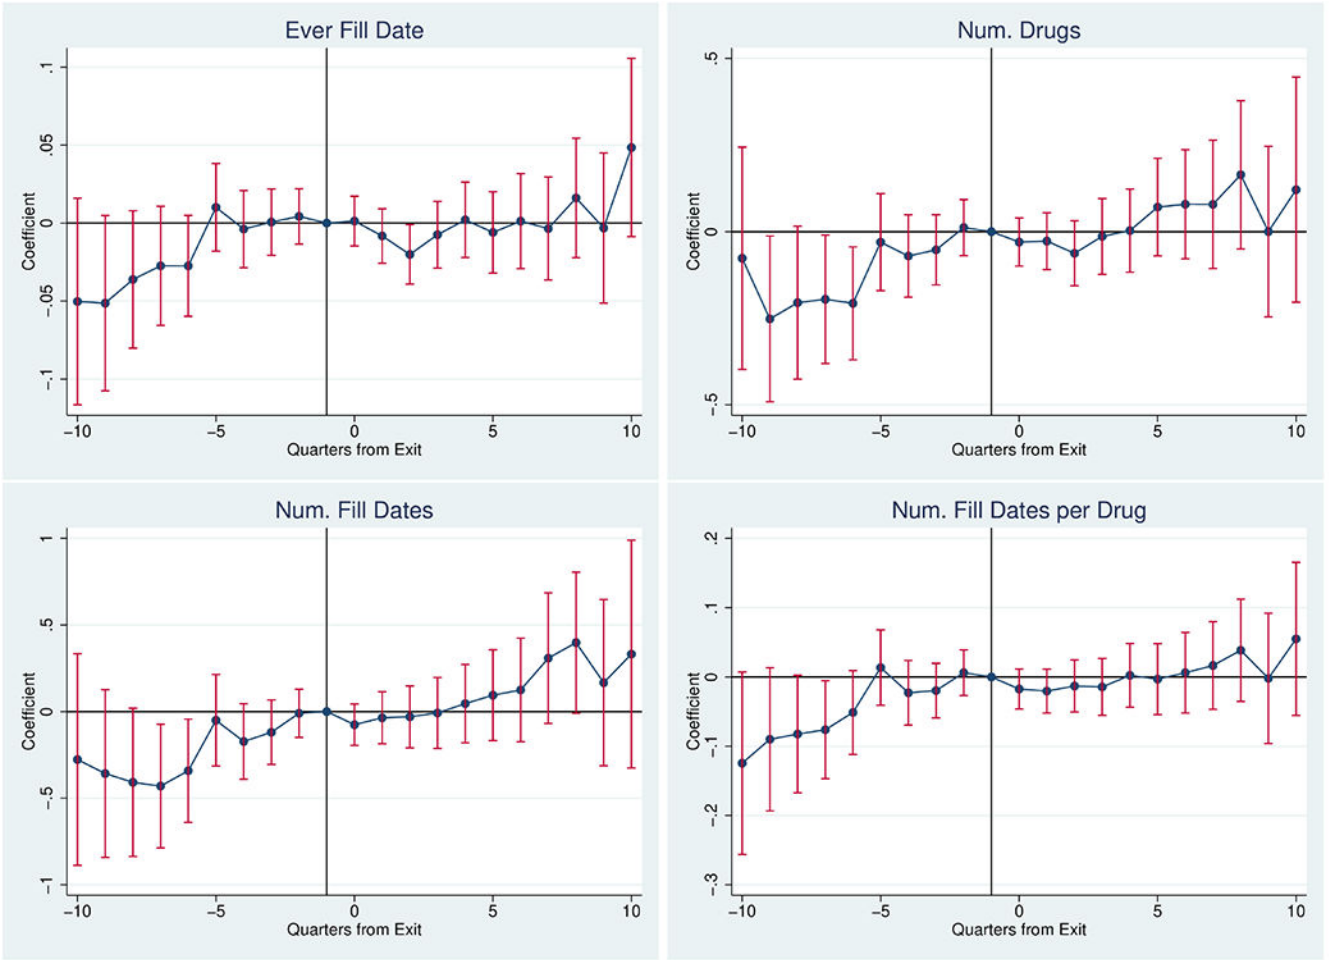 Ever Fill Date
Coefficient
.1
.05
0
-.05
-.1
-10 -5 0 5 10
Quarters from Exit
Num. Drugs
Coefficient
.5
0
-.5
-10 -5 0 5 10
Quarters from Exit
Num. Fill Dates
Coefficient
1
.5
0
-.5
-1
-10 -5 0 5 10
Quarters from Exit
Num. Fill Dates per Drug
Coefficient
.2
.1
0
-.1
-.2
-.3
-10 -5 0 5 10
Quarters from Exit